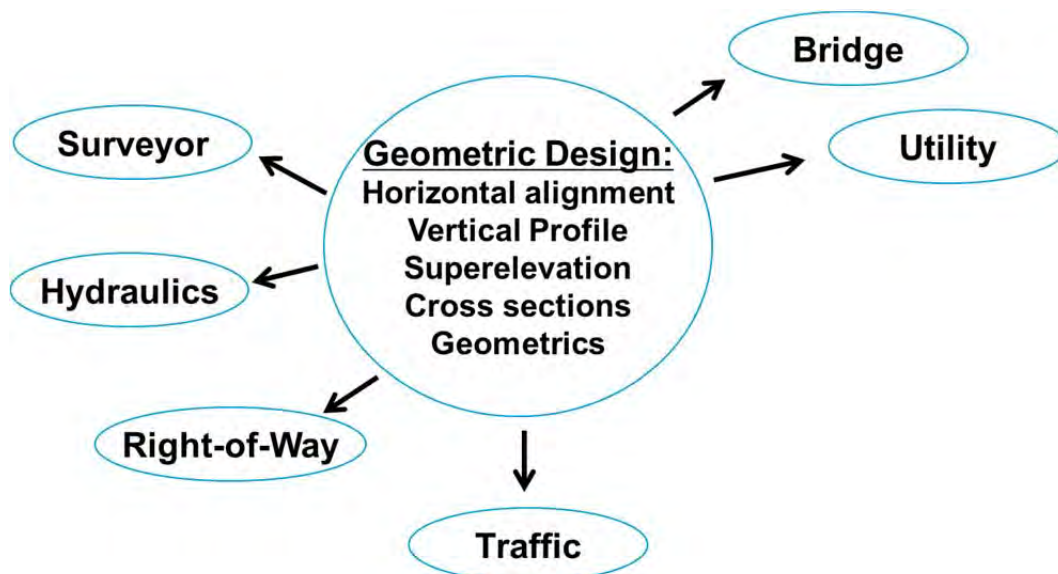 Bridge
Surveyor
Utility
Geometric Design:
Horizontal alignment
Vertical Profile
Superelevation
Cross sections
Geometrics
Hydraulics
Right-of-Way
Traffic